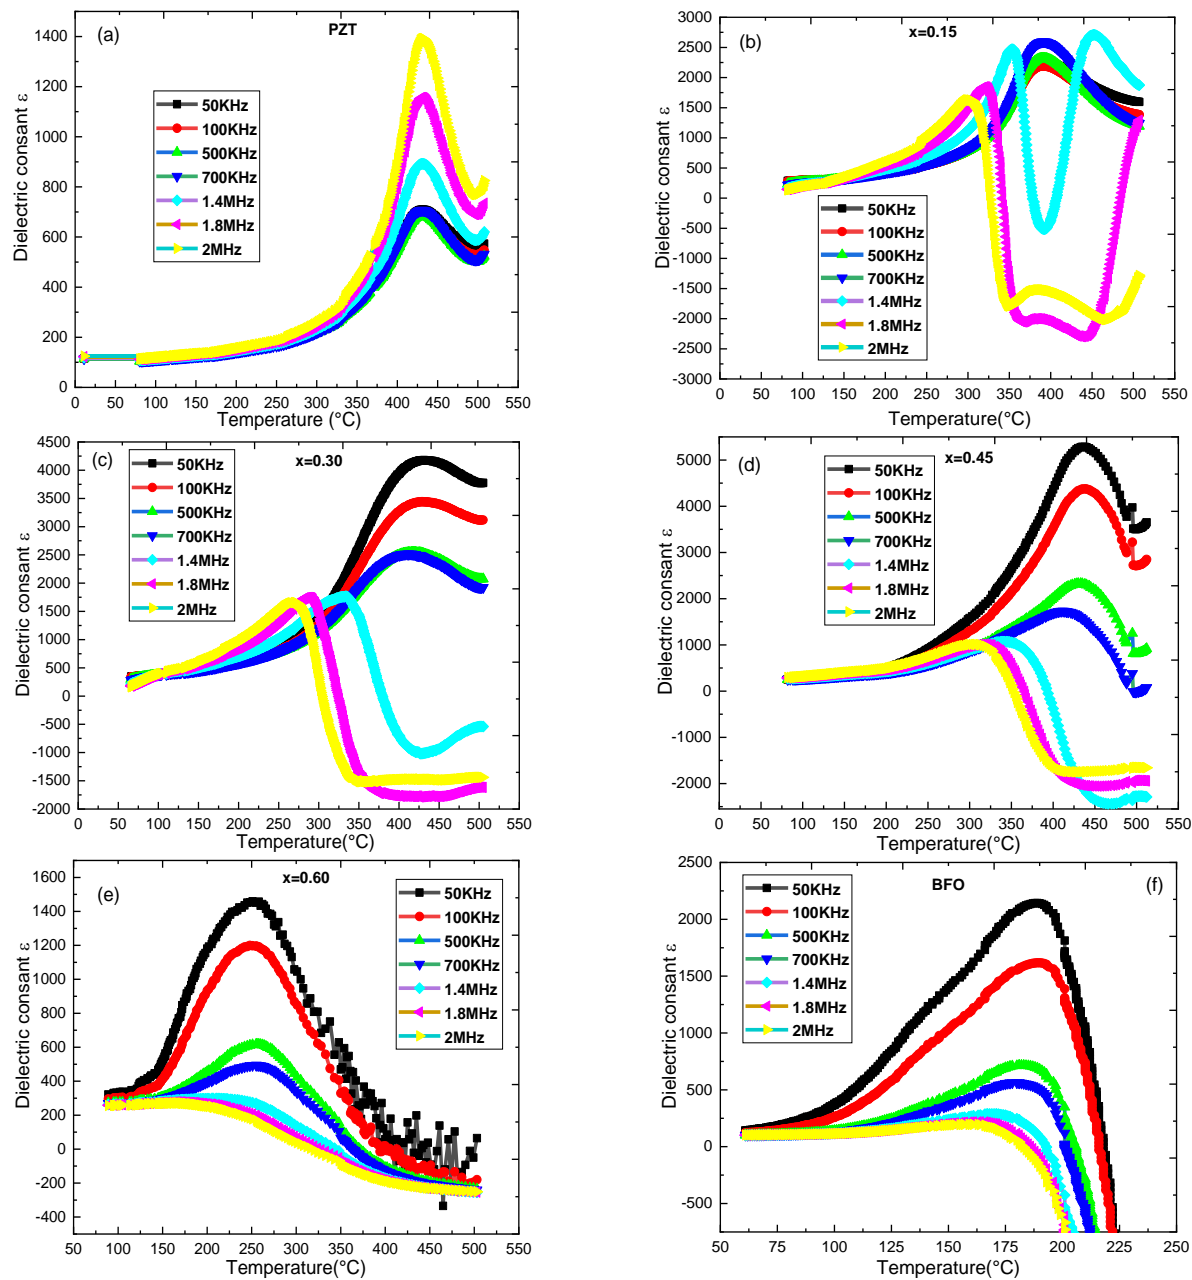 (a)
PZT
Dielectric consant ε
1400
1200
1000
800
600
400
200
0
50KHz
100KHz
500KHz
700KHz
1.4MHz
1.8MHz
2MHz
0 50 100 150 200 250 300 350 400 450 500 550
Temperature (°C)
(b)
x=0.15
Dielectric consant ε
3000
2500
2000
1500
1000
500
0
-500
-1000
-1500
-2000
-2500
-3000
50KHz
100KHz
500KHz
700KHz
1.4MHz
1.8MHz
2MHz
0 50 100 150 200 250 300 350 400 450 500 550
Temperature(°C)
(c)
x=0.30
Dielectric consant ε
4500
4000
3500
3000
2500
2000
1500
1000
500
0
-500
-1000
-1500
-2000
50KHz
100KHz
500KHz
700KHz
1.4MHz
1.8MHz
2MHz
0 50 100 150 200 250 300 350 400 450 500 550
Temperature(°C)
(d)
x=0.45
Dielectric consant ε
5000
4000
3000
2000
1000
0
-1000
-2000
50KHz
100KHz
500KHz
700KHz
1.4MHz
1.8MHz
2MHz
0 50 100 150 200 250 300 350 400 450 500 550
Temperature(°C)
(e)
x=0.60
Dielectric consant ε
1600
1400
1200
1000
800
600
400
200
0
-200
-400
50KHz
100KHz
500KHz
700KHz
1.4MHz
1.8MHz
2MHz
50 100 150 200 250 300 350 400 450 500 550
Temperature(°C)
(f)
BFO
Dielectric consant ε
2500
2000
1500
1000
500
0
-500
50KHz
100KHz
500KHz
700KHz
1.4MHz
1.8MHz
2MHz
50 75 100 125 150 175 200 225 250
Temperature(°C)